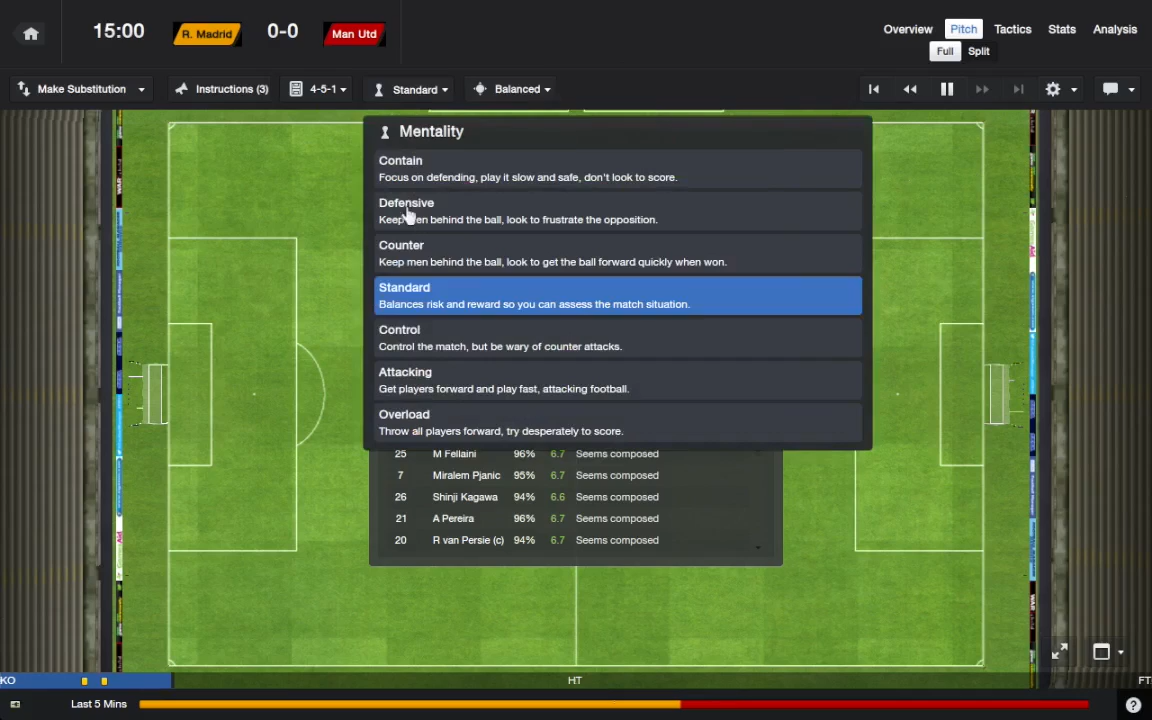 15:00
R. Madrid
0-0
Man Utd
Overview
Pitch
Tactics
Stats
Analysis
Full
Split
Make Substitution
Instructions (3)
4-5-1
Standard
Balanced
Mentality
Contain
Focus on defending, play it slow and safe, don't look to score.
Defensive
Keep men behind the ball, look to frustrate the opposition.
Counter
Keep men behind the ball, look to get the ball forward quickly when won.
Standard
Balances risk and reward so you can assess the match situation.
Control
Control the match, but be wary of counter attacks.
Attacking
Get players forward and play fast, attacking football.
Overload
Throw all players forward, try desperately to score.
25 M Fellaini 96% 6.7 Seems composed
7 Miralem Pjanic 95% 6.7 Seems composed
26 Shinji Kagawa 94% 6.6 Seems composed
21 A Pereira 96% 6.7 Seems composed
20 R van Persie (c) 94% 6.7 Seems composed
KO
HT
FT
Last 5 Mins
?